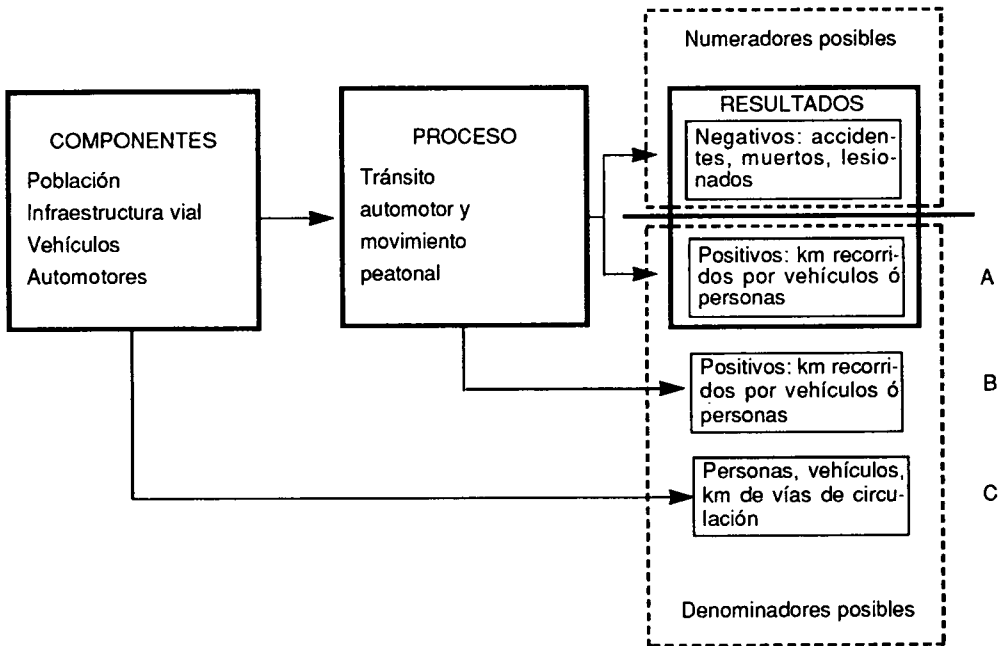 Numeradores posibles
COMPONENTES
Población
Infraestructura vial
Vehículos
Automotores
PROCESO
Tránsito
automotor y
movimiento
peatonal
RESULTADOS
Negativos: acciden-
tes, muertos, lesio-
nados
Positivos: km recorri-
dos por vehículos ó
personas
A
Positivos: km recorri-
dos por vehículos ó
personas
B
Personas, vehículos,
km de vías de circu-
lación
C
Denominadores posibles